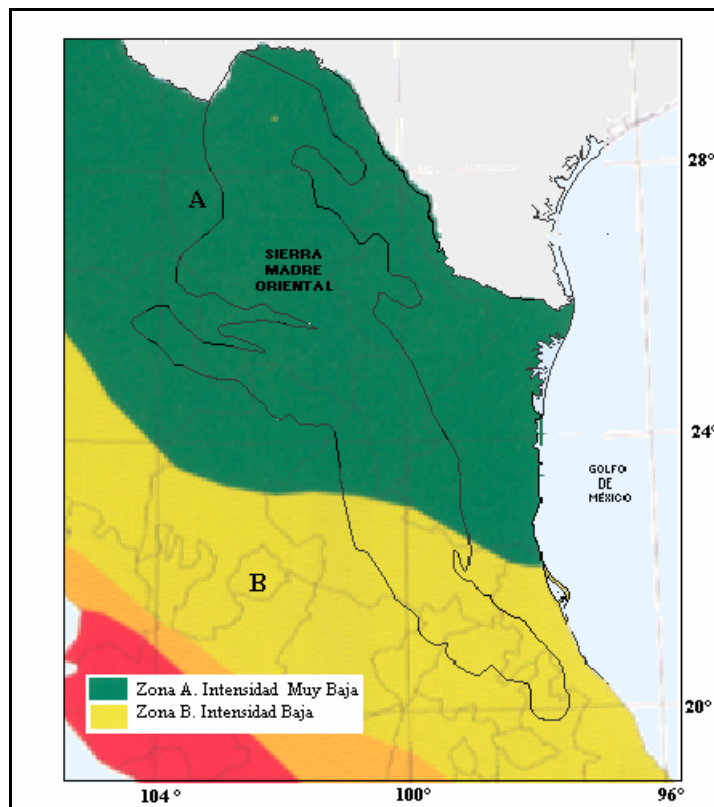 28°
A
SIERRA
MADRE
ORIENTAL
24°
GOLFO
DE
MÉXICO
B
Zona A. Intensidad Muy Baja
Zona B. Intensidad Baja
20°
104° 100° 96°